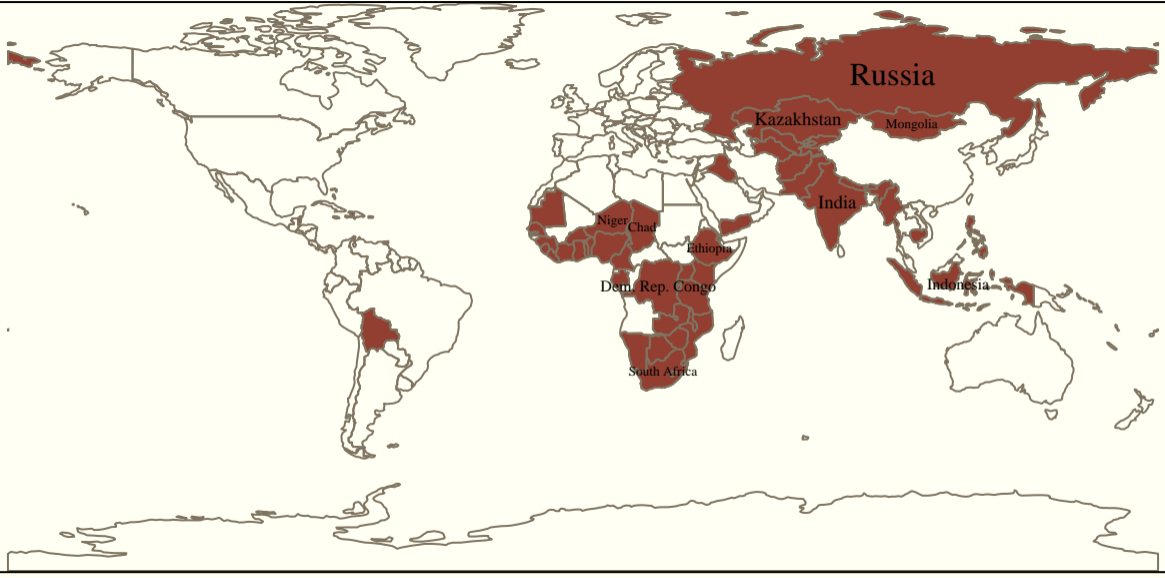 Russia
Kazakhstan
Mongolia
India
Niger
Chad
Ethiopia
Dem. Rep. Congo
Indonesia
South Africa